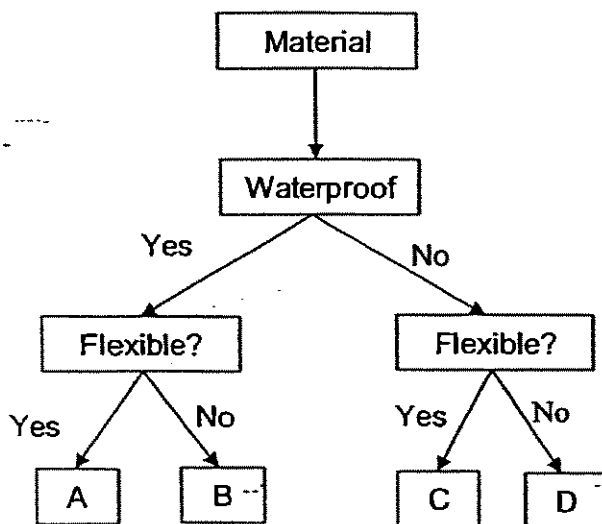 Material
Waterproof
Yes
No
Flexible?
Flexible?
Yes
No
Yes
No
A
B
C
D